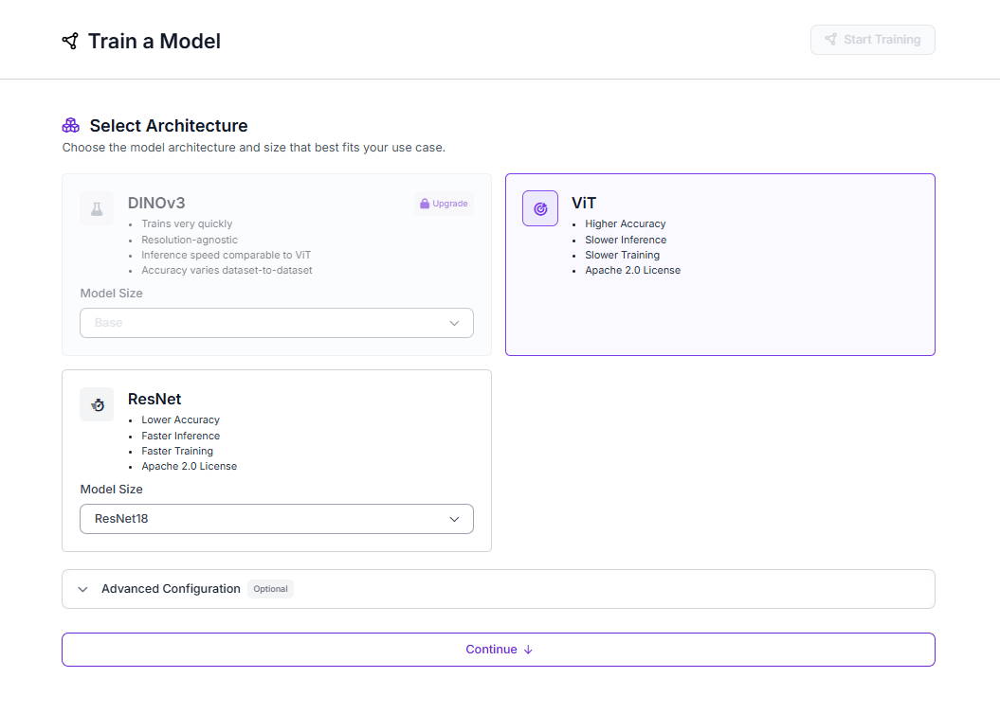 Train a Model
Start Training
Select Architecture
Choose the model architecture and size that best fits your use case.
DINOv3
Upgrade
Trains very quickly
Resolution-agnostic
Inference speed comparable to ViT
Accuracy varies dataset-to-dataset
Model Size
Base
ViT
Higher Accuracy
Slower Inference
Slower Training
Apache 2.0 License
ResNet
Lower Accuracy
Faster Inference
Faster Training
Apache 2.0 License
Model Size
ResNet18
Advanced Configuration Optional
Continue